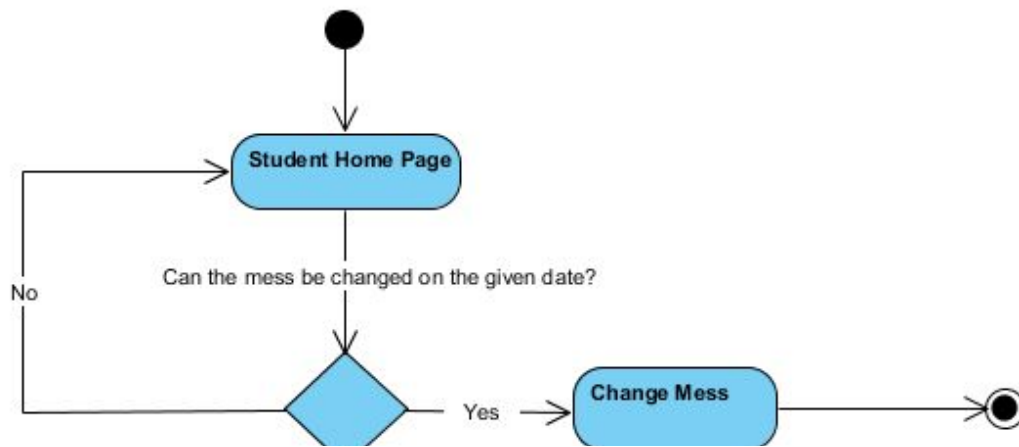 Student Home Page
Can the mess be changed on the given date?
No
Change Mess
Yes